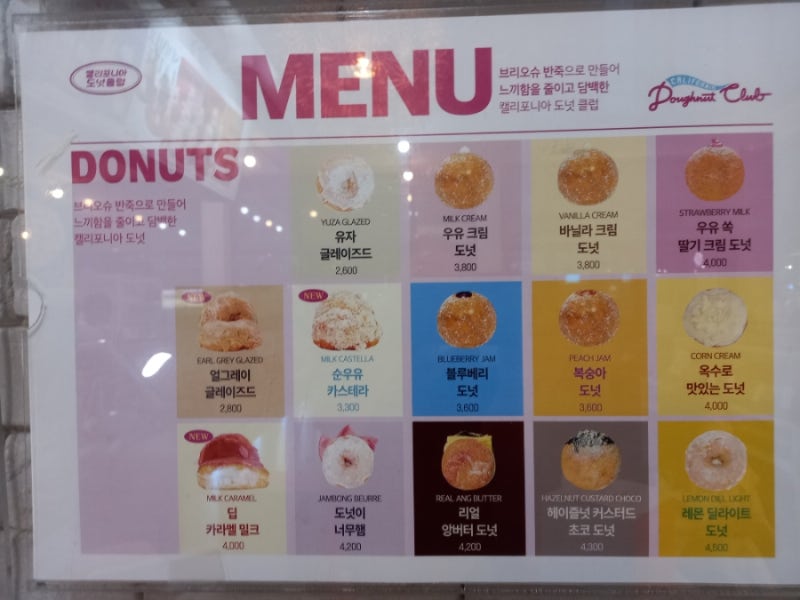 캘리포니아
도넛클럽
MENU
브리오슈 반죽으로 만들어
느끼함을 줄이고 담백한
캘리포니아 도넛 클럽
CALIFORNIA
Doughnut Club
DONUTS
브리오슈 반죽으로 만들어
느끼함을 줄이고 담백한
캘리포니아 도넛
YUZA GLAZED
유자
글레이즈드
2,600
MILK CREAM
우유 크림
도넛
3,800
VANILLA CREAM
바닐라 크림
도넛
3,800
STRAWBERRY MILK
우유 쏙
딸기 크림 도넛
4,000
NEW
EARL GREY GLAZED
얼그레이
글레이즈드
2,800
NEW
MILK CASTELLA
순우유
카스테라
3,300
BLUEBERRY JAM
블루베리
도넛
3,600
PEACH JAM
복숭아
도넛
3,600
CORN CREAM
옥수로
맛있는 도넛
4,000
NEW
MILK CARAMEL
딥
카라멜 밀크
4,000
JAMBONG BEURRE
도넛이
너무햄
4,200
REAL ANG BUTTER
리얼
앙버터 도넛
4,200
HAZELNUT CUSTARD CHOCO
헤이즐넛 커스터드
초코 도넛
4,300
LEMON DILL LIGHT
레몬 딜라이트
도넛
4,500